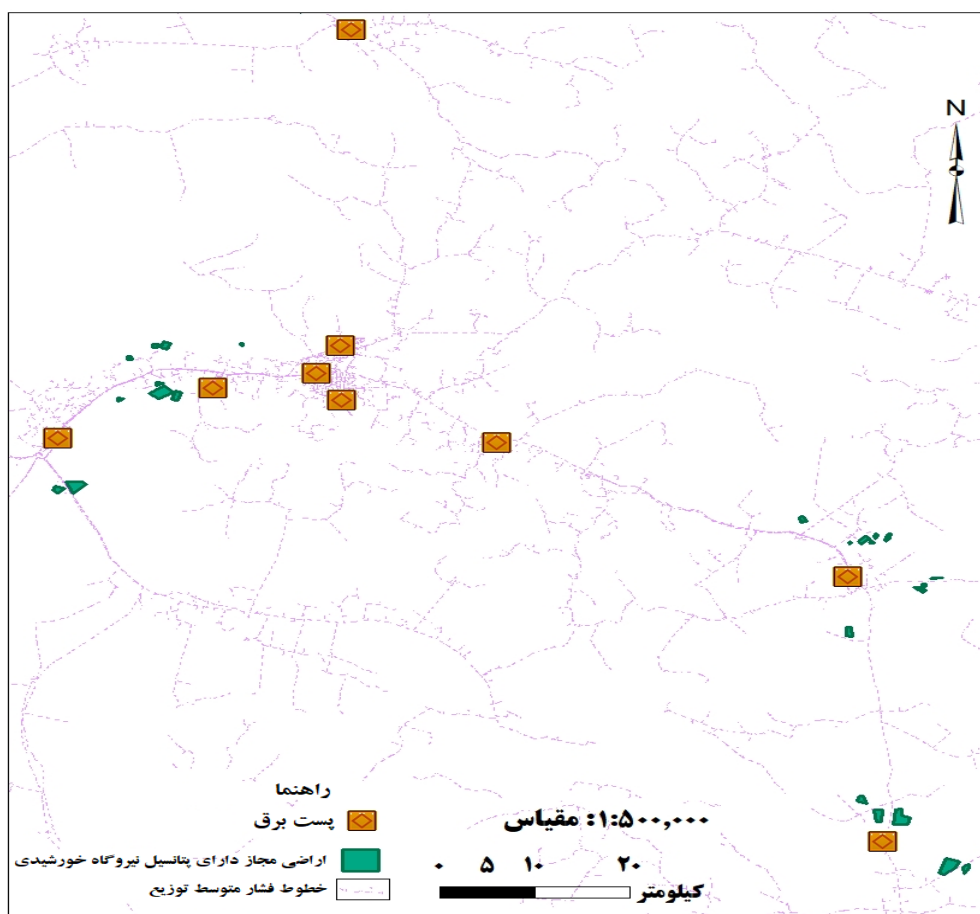 N
راهنما
پست برق
اراضی مجاز دارای پتانسیل نیروگاه خورشیدی
خطوط فشار متوسط توزیع
مقیاس :۱:۵۰۰,۰۰۰
۰ ۵ ۱۰ ۲۰
کیلومتر